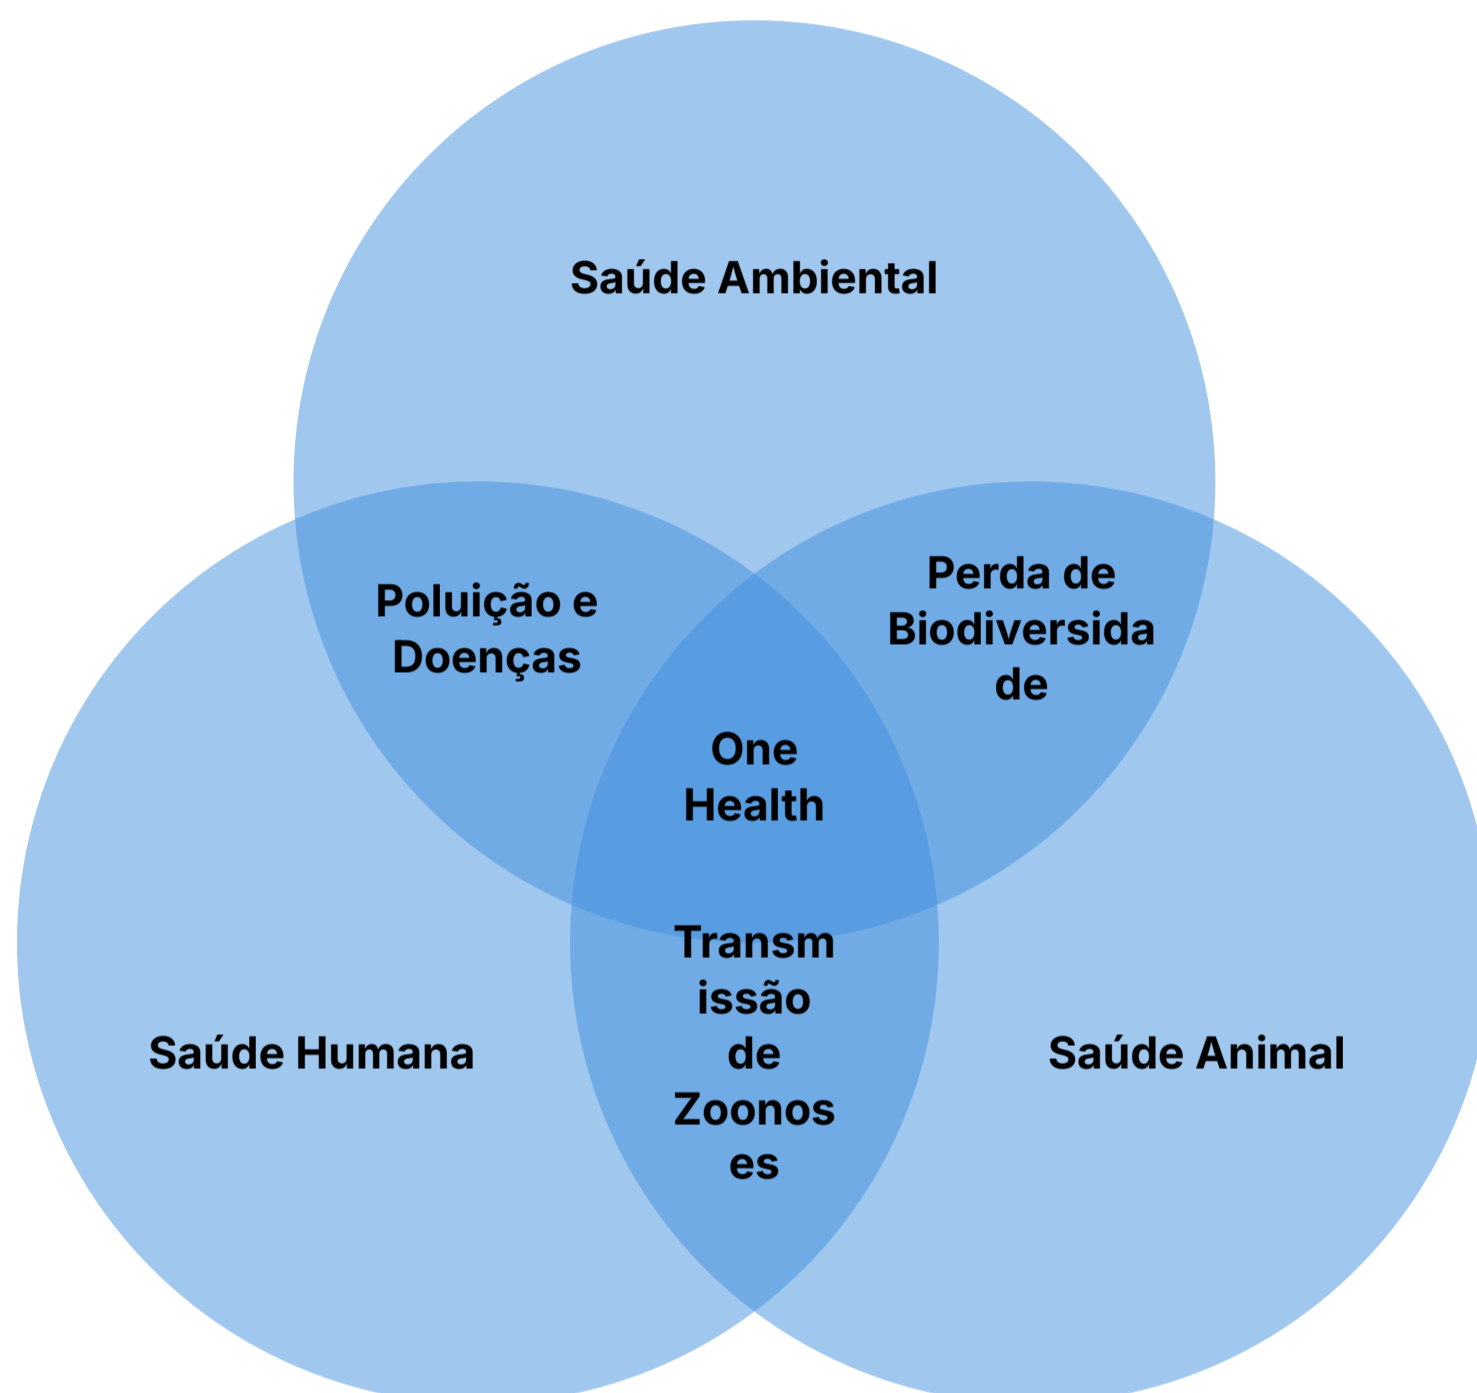 Saúde Ambiental
Poluição e
Doenças
Perda de
Biodiversida
de
One
Health
Transm
issão
de
Zoonos
es
Saúde Humana
Saúde Animal